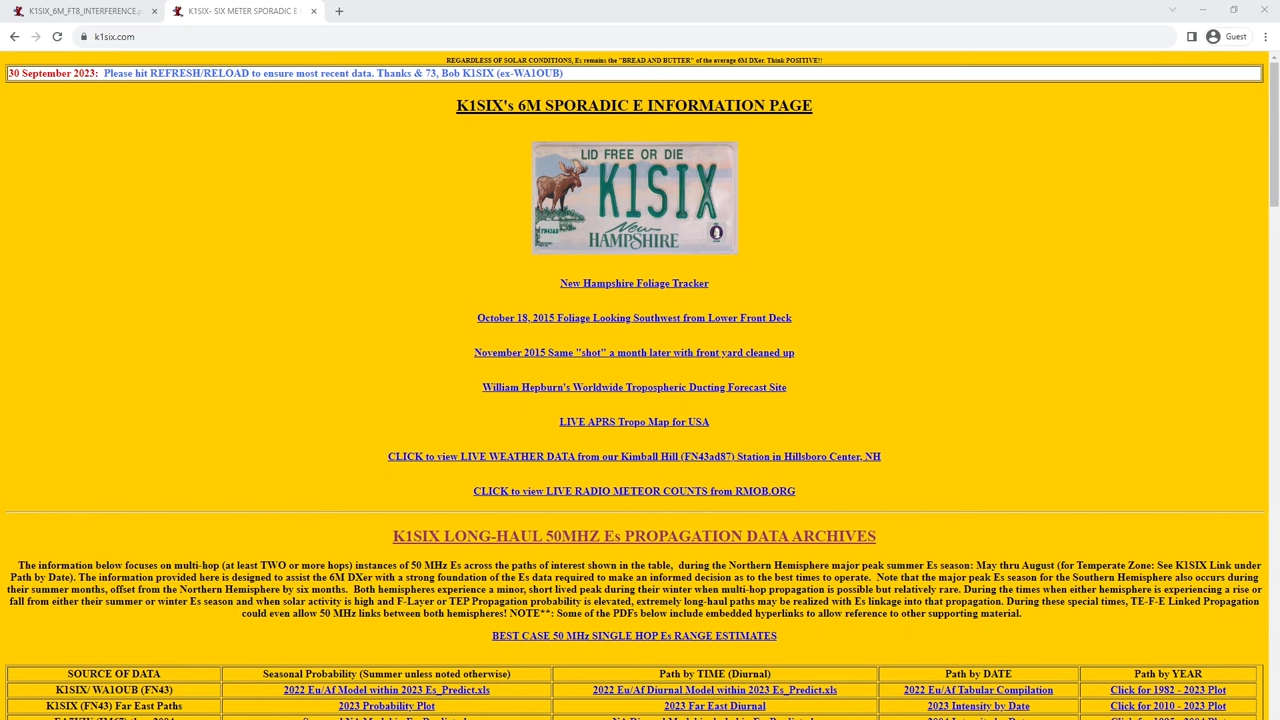 K1SIX_6M_FT8_INTERFERENCE.p
K1SIX- SIX METER SPORADIC E
k1six.com
Guest
REGARDLESS OF SOLAR CONDITIONS, Es remains the "BREAD AND BUTTER" of the average 6M DXer. Think POSITIVE!!
30 September 2023: Please hit REFRESH/RELOAD to ensure most recent data. Thanks & 73, Bob K1SIX (ex-WA1OUB)
K1SIX's 6M SPORADIC E INFORMATION PAGE
LID FREE OR DIE
K1SIX
FN43AD
New
HAMPSHIRE
New Hampshire Foliage Tracker
October 18, 2015 Foliage Looking Southwest from Lower Front Deck
November 2015 Same "shot" a month later with front yard cleaned up
William Hepburn's Worldwide Tropospheric Ducting Forecast Site
LIVE APRS Tropo Map for USA
CLICK to view LIVE WEATHER DATA from our Kimball Hill (FN43ad87) Station in Hillsboro Center, NH
CLICK to view LIVE RADIO METEOR COUNTS from RMOB.ORG
K1SIX LONG-HAUL 50MHZ Es PROPAGATION DATA ARCHIVES
The information below focuses on multi-hop (at least TWO or more hops) instances of 50 MHz Es across the paths of interest shown in the table, during the Northern Hemisphere major peak summer Es season: May thru August (for Temperate Zone: See K1SIX Link under
Path by Date). The information provided here is designed to assist the 6M DXer with a strong foundation of the Es data required to make an informed decision as to the best times to operate. Note that the major peak Es season for the Southern Hemisphere also occurs during
their summer months, offset from the Northern Hemisphere by six months. Both hemispheres experience a minor, short lived peak during their winter when multi-hop propagation is possible but relatively rare. During the times when either hemisphere is experiencing a rise or
fall from either their summer or winter Es season and when solar activity is high and F-Layer or TEP Propagation probability is elevated, extremely long-haul paths may be realized with Es linkage into that propagation. During these special times, TE-F-E Linked Propagation
could even allow 50 MHz links between both hemispheres! NOTE**: Some of the PDFs below include embedded hyperlinks to allow reference to other supporting material.
BEST CASE 50 MHz SINGLE HOP Es RANGE ESTIMATES
SOURCE OF DATA Seasonal Probability (Summer unless noted otherwise) Path by TIME (Diurnal) Path by DATE Path by YEAR
K1SIX/ WA1OUB (FN43) 2022 Eu/Af Model within 2023 Es_Predict.xls 2022 Eu/Af Diurnal Model within 2023 Es_Predict.xls 2022 Eu/Af Tabular Compilation Click for 1982 - 2023 Plot
K1SIX (FN43) Far East Paths 2023 Probability Plot 2023 Far East Diurnal 2023 Intensity by Date Click for 2010 - 2023 Plot